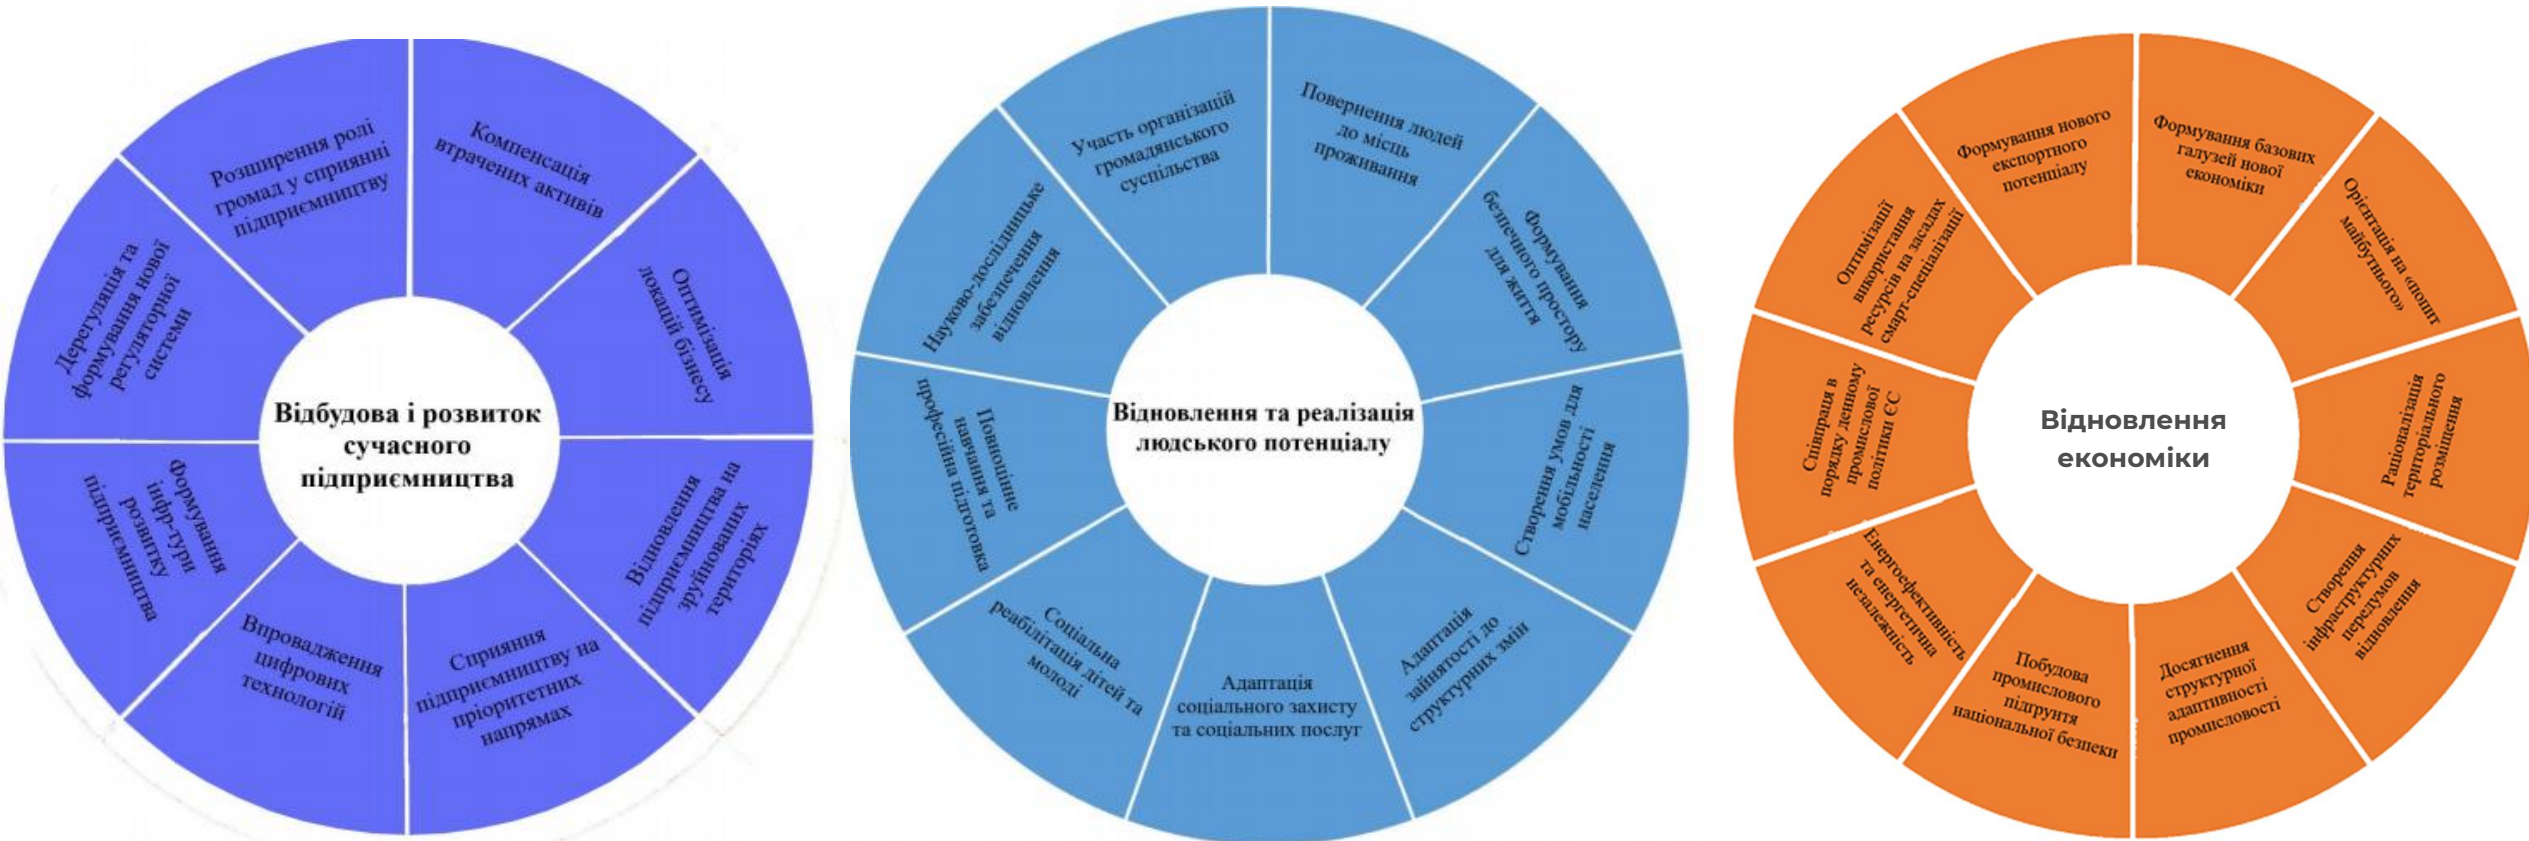 Відбудова і розвиток
сучасного
підприємництва
Компенсація
втрачених активів
Оптимізація
локацій бізнесу
Відновлення
підприємництва на
зруйнованих
територіях
Сприяння
підприємництву на
пріоритетних
напрямах
Впровадження
цифрових
технологій
Формування
інфр-тури
розвитку
підприємництва
Дерегуляція та
формування нової
регуляторної
системи
Розширення ролі
громад у сприянні
підприємництву
Відновлення та реалізація
людського потенціалу
Повернення людей
до місць
проживання
Формування
безпечного простору
для життя
Створення умов для
мобільності
населення
Адаптація
зайнятості до
структурних змін
Адаптація
соціального захисту
та соціальних послуг
Соціальна
реабілітація дітей та
молоді
Повноцінне
навчання та
професійна підготовка
Науково-дослідницьке
забезпечення
відновлення
Участь організацій
громадянського
суспільства
Відновлення
економіки
Формування базових
галузей нової
економіки
Орієнтація на «попит
майбутнього»
Раціоналізація
територіального
розміщення
Створення
інфраструктурних
передумов
відновлення
Досягнення
структурної
адаптивності
промисловості
Побудова
промислового
підґрунтя
національної безпеки
Енергоефективність
та енергетична
незалежність
Співпраця в
порядку денному
промислової
політики ЄС
Оптимізації
використання
ресурсів на засадах
смарт-спеціалізації
Формування нового
експортного
потенціалу